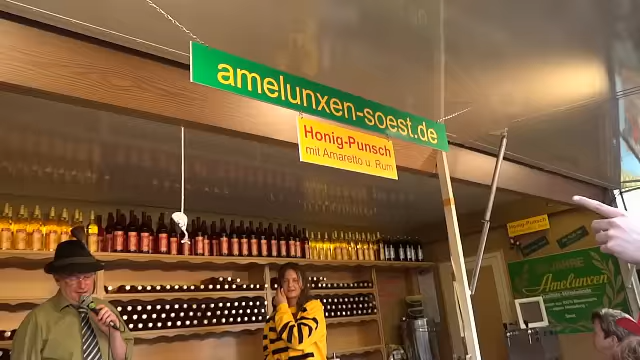 amelunxen-soest.de
Honig-Punsch
mit Amaretto u. Rum
Honig-Punsch
Amelunxen